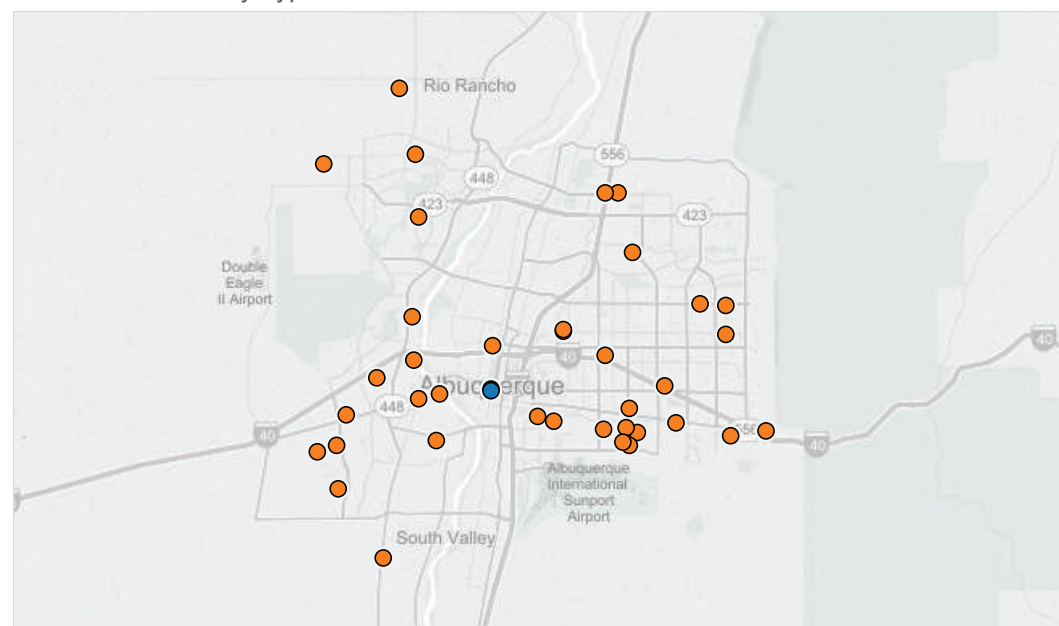 Rio Rancho
556
448
423
423
Double
Eagle
II Airport
40
Albuquerque
448
40
556
40
40
Albuquerque
International
Sunport
Airport
South Valley